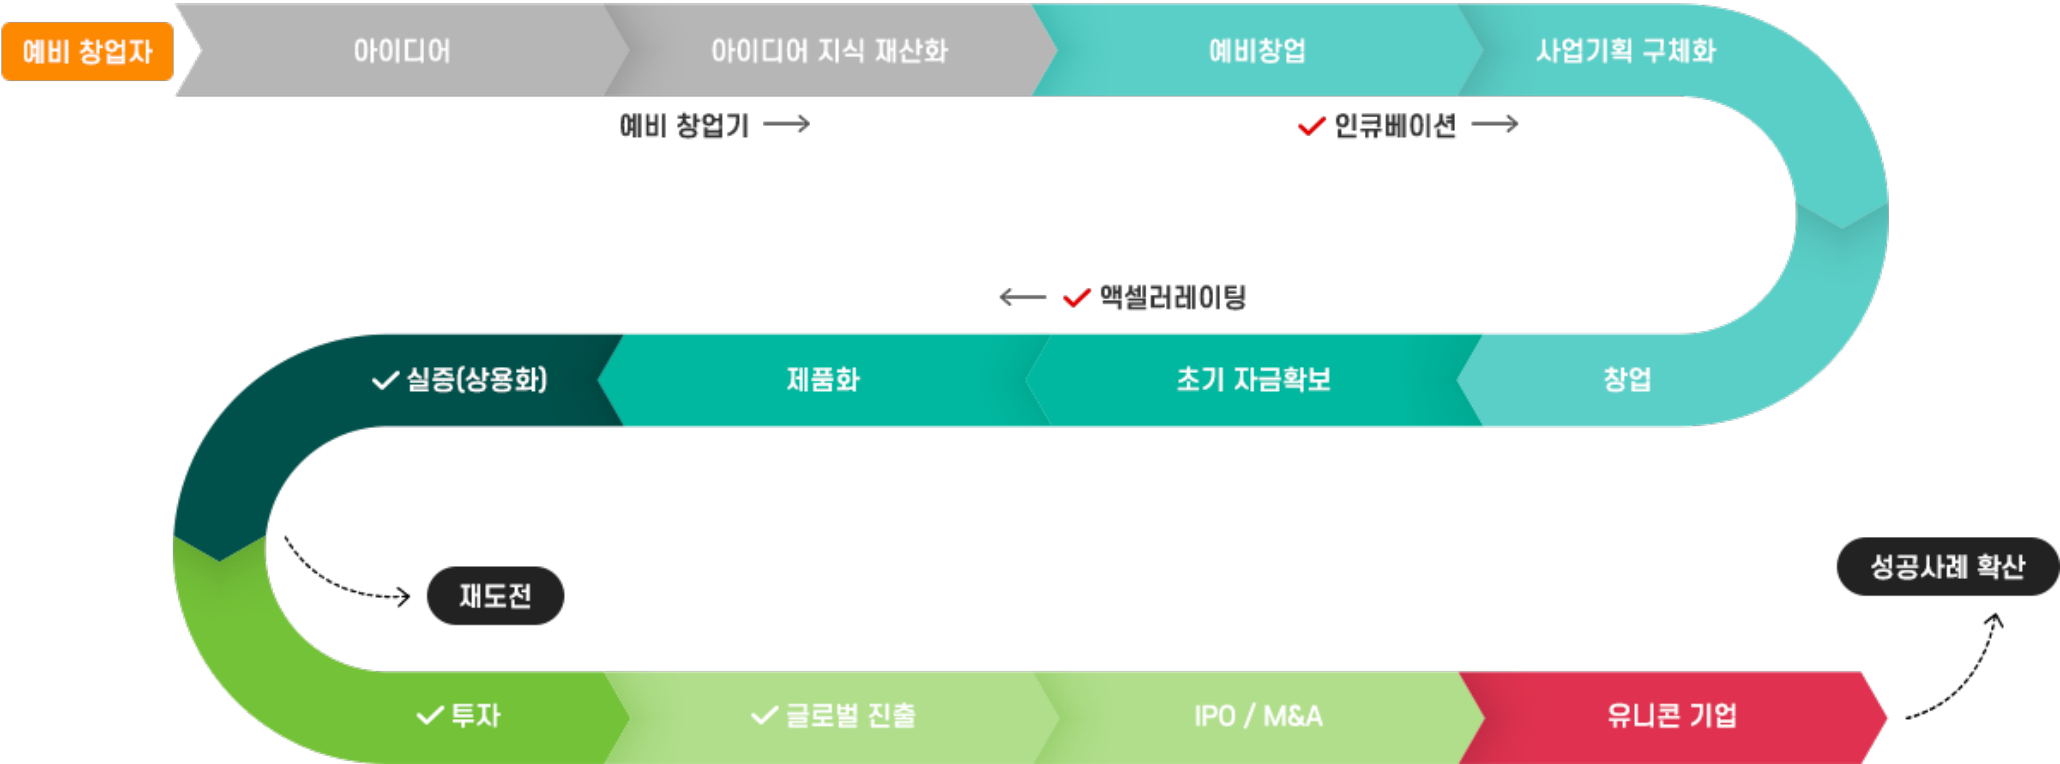 예비 창업자
아이디어
아이디어 지식 재산화
예비창업
사업기획 구체화
예비 창업기
인큐베이션
액셀러레이팅
창업
초기 자금확보
제품화
실증(상용화)
재도전
투자
글로벌 진출
IPO / M&A
유니콘 기업
성공사례 확산